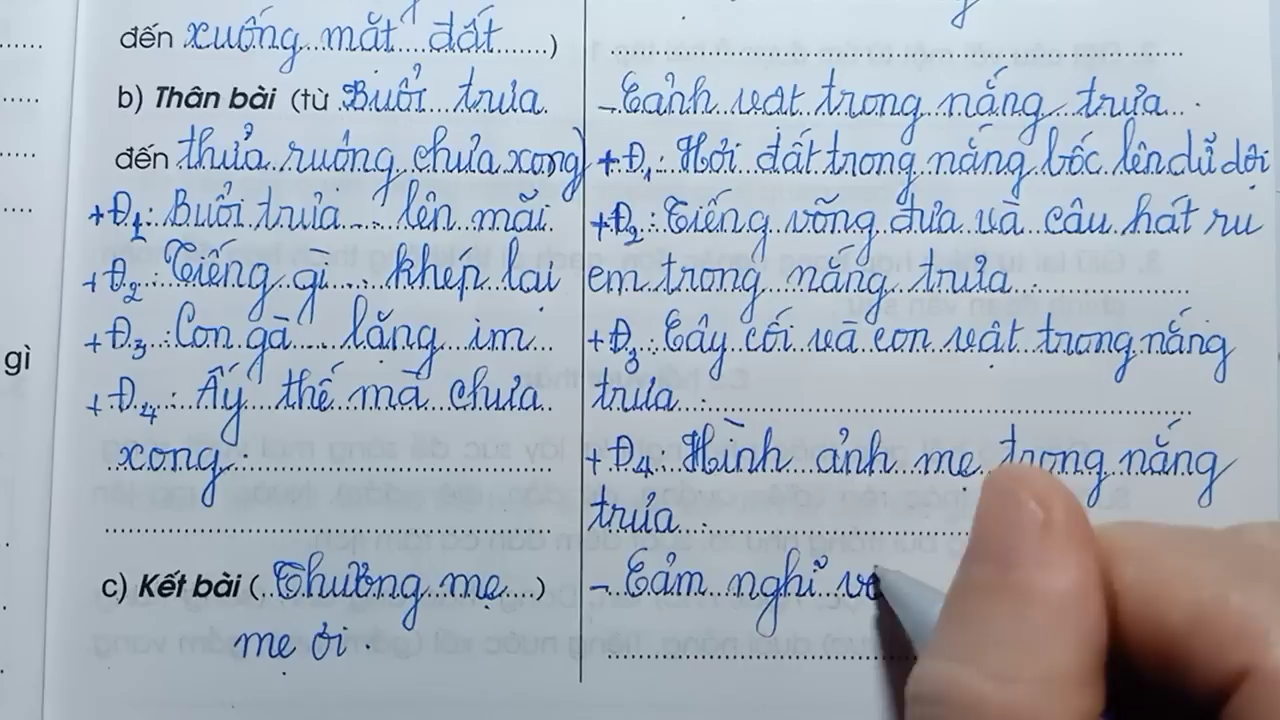 đến xuống mặt đất......)
b) Thân bài (từ Buổi trưa
đến thửa ruộng chưa xong)
+Đ1: Buổi trưa... lên mãi.
+Đ2: Tiếng gì... khép lại
+Đ3: Con gà... lặng im
+Đ4: Ấy thế mà chưa
xong.
c) Kết bài (Thương mẹ...)
mẹ ơi.
- Cảnh vật trong nắng trưa.
+Đ1: Hơi đất trong nắng bốc lên dữ dội
+Đ2: Tiếng võng đưa và câu hát ru
em trong nắng trưa.
+Đ3: Cây cối và con vật trong nắng
trưa.
+Đ4: Hình ảnh mẹ trong nắng
trưa.
- Cảm nghĩ về
gì